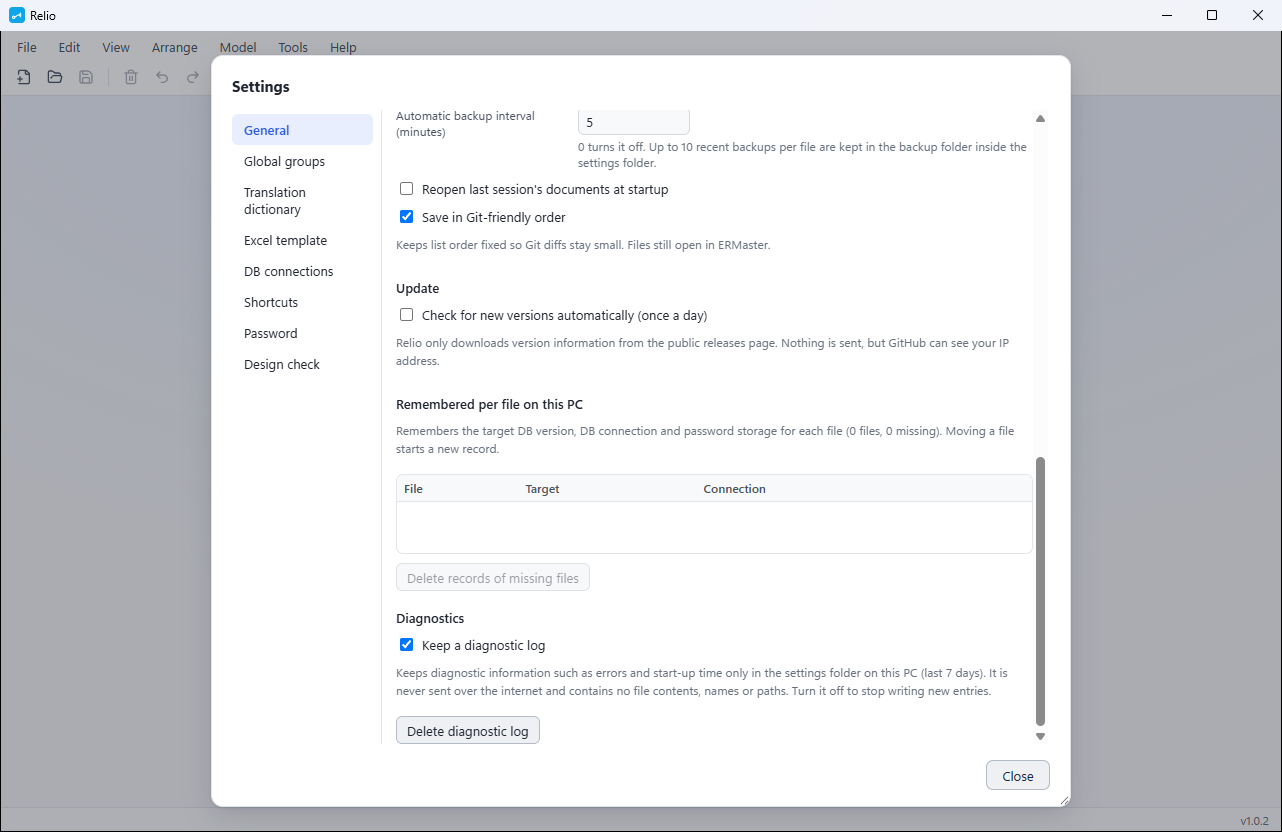 Relio
File Edit View Arrange Model Tools Help
Settings
General
Global groups
Translation
dictionary
Excel template
DB connections
Shortcuts
Password
Design check
Automatic backup interval
(minutes)
5
0 turns it off. Up to 10 recent backups per file are kept in the backup folder inside the
settings folder.
Reopen last session's documents at startup
Save in Git-friendly order
Keeps list order fixed so Git diffs stay small. Files still open in ERMaster.
Update
Check for new versions automatically (once a day)
Relio only downloads version information from the public releases page. Nothing is sent, but GitHub can see your IP
address.
Remembered per file on this PC
Remembers the target DB version, DB connection and password storage for each file (0 files, 0 missing). Moving a file
starts a new record.
File Target Connection
Delete records of missing files
Diagnostics
Keep a diagnostic log
Keeps diagnostic information such as errors and start-up time only in the settings folder on this PC (last 7 days). It is
never sent over the internet and contains no file contents, names or paths. Turn it off to stop writing new entries.
Delete diagnostic log
Close
v1.0.2